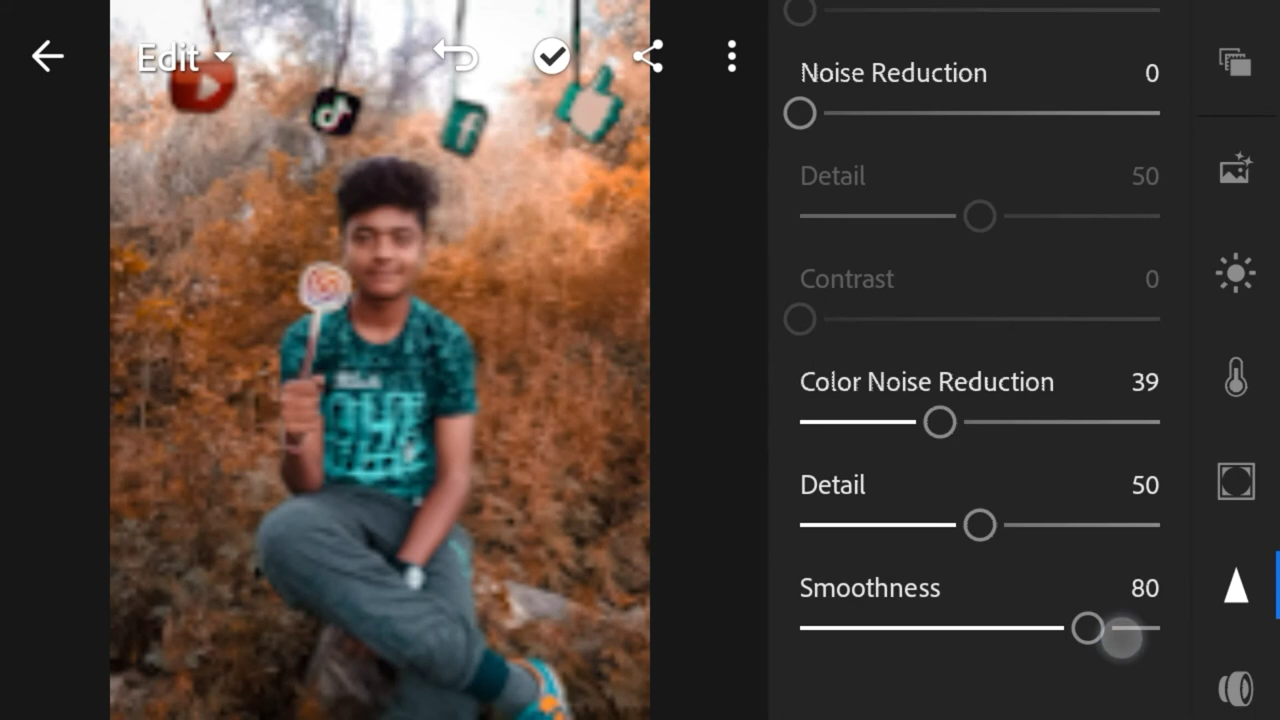 Edit
Noise Reduction 0
Detail 50
Contrast 0
Color Noise Reduction 39
Detail 50
Smoothness 80
f